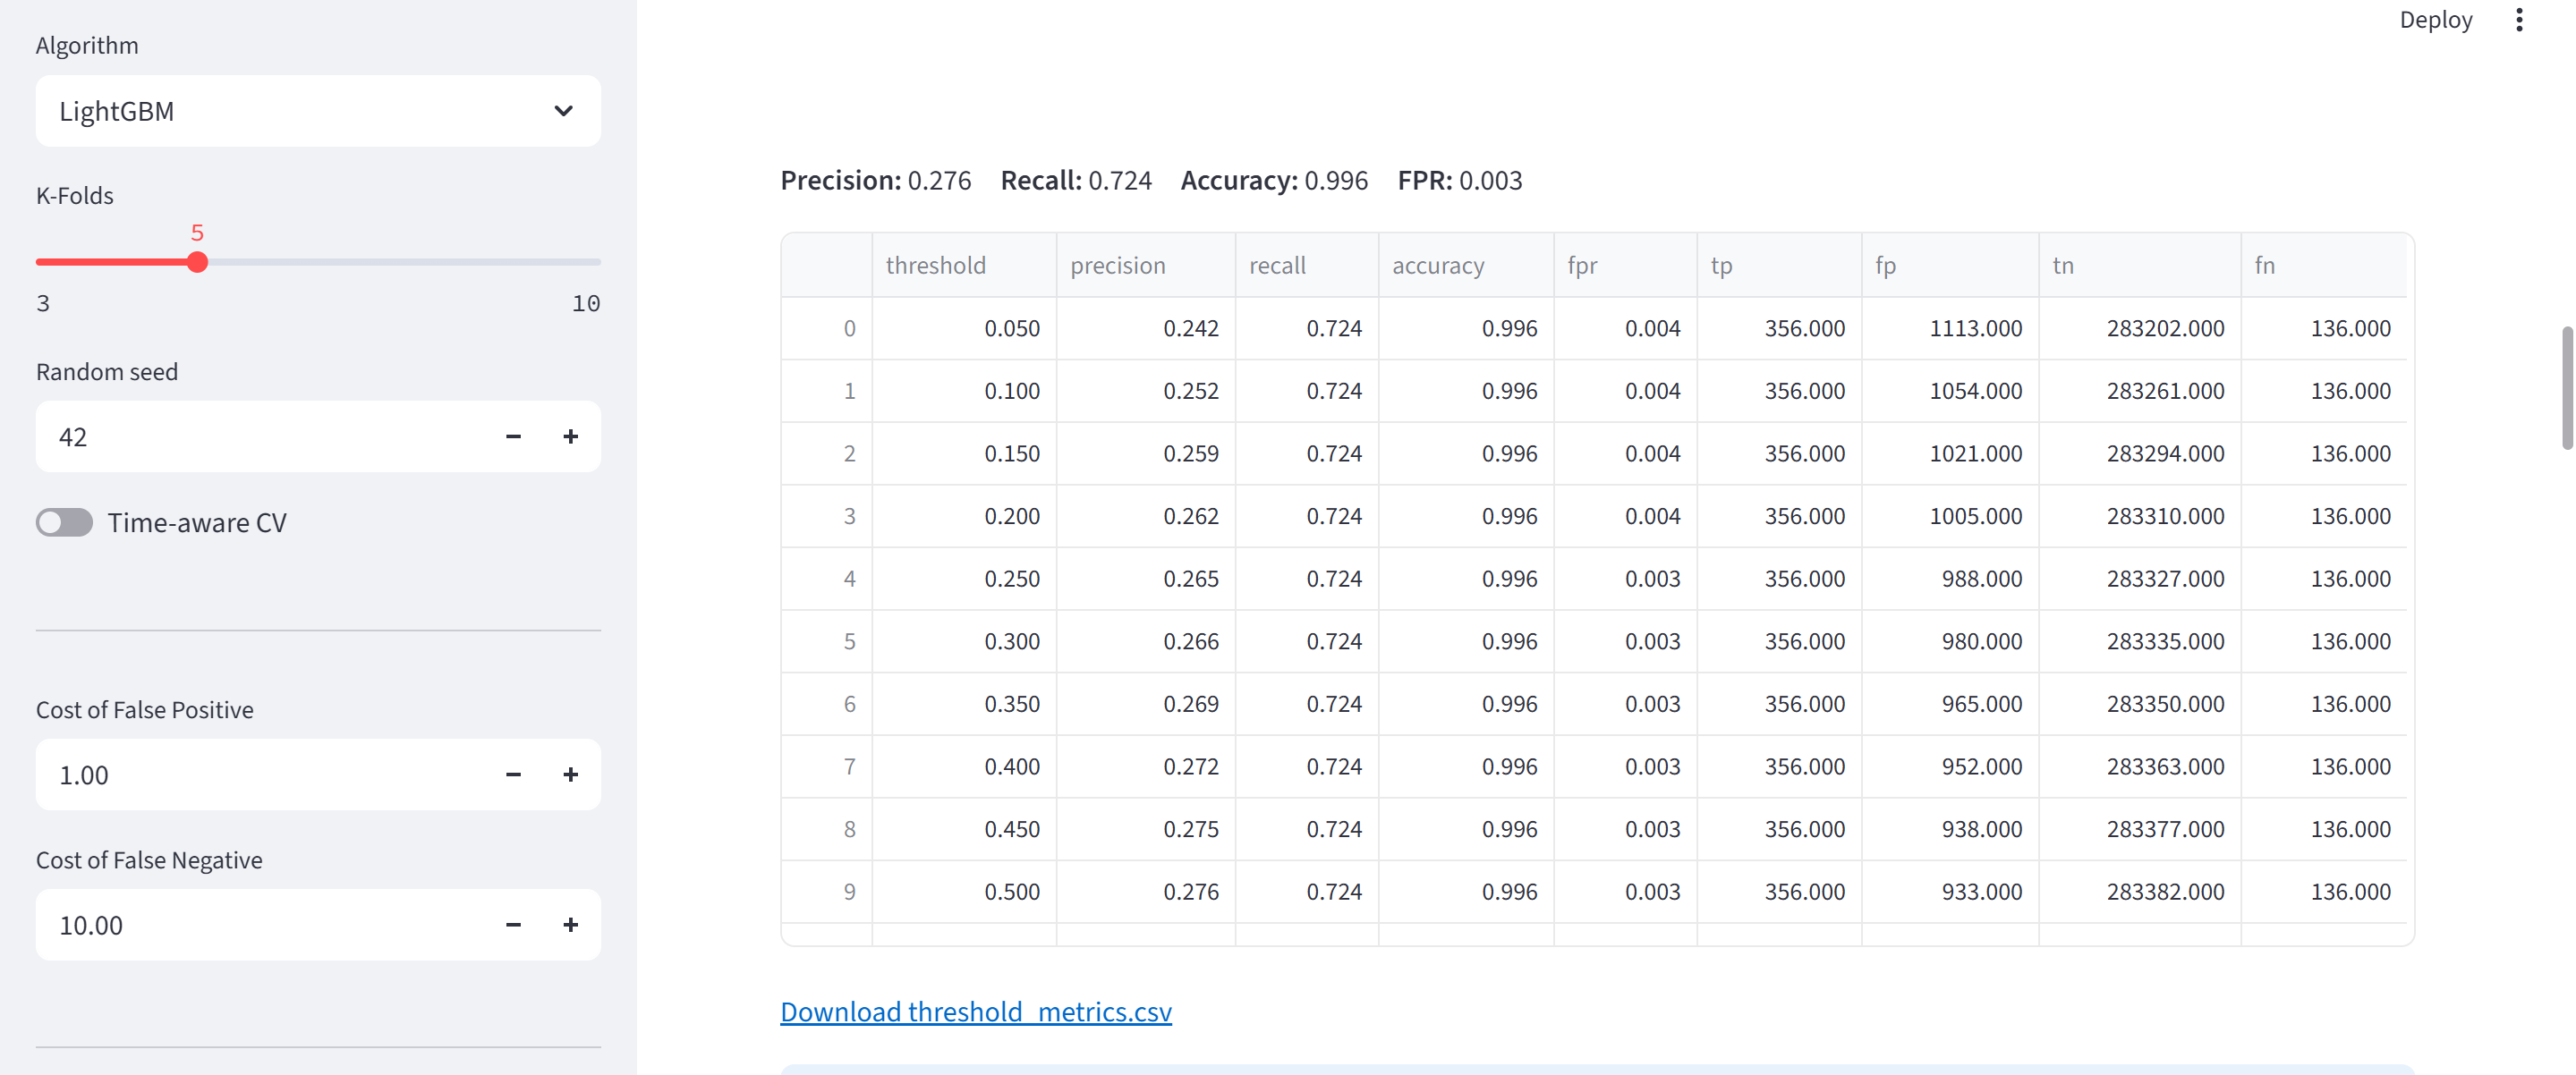 Algorithm
LightGBM
K-Folds
5
3 10
Random seed
42
Time-aware CV
Cost of False Positive
1.00
Cost of False Negative
10.00
Deploy
Precision: 0.276 Recall: 0.724 Accuracy: 0.996 FPR: 0.003
threshold precision recall accuracy fpr tp fp tn fn
0 0.050 0.242 0.724 0.996 0.004 356.000 1113.000 283202.000 136.000
1 0.100 0.252 0.724 0.996 0.004 356.000 1054.000 283261.000 136.000
2 0.150 0.259 0.724 0.996 0.004 356.000 1021.000 283294.000 136.000
3 0.200 0.262 0.724 0.996 0.004 356.000 1005.000 283310.000 136.000
4 0.250 0.265 0.724 0.996 0.003 356.000 988.000 283327.000 136.000
5 0.300 0.266 0.724 0.996 0.003 356.000 980.000 283335.000 136.000
6 0.350 0.269 0.724 0.996 0.003 356.000 965.000 283350.000 136.000
7 0.400 0.272 0.724 0.996 0.003 356.000 952.000 283363.000 136.000
8 0.450 0.275 0.724 0.996 0.003 356.000 938.000 283377.000 136.000
9 0.500 0.276 0.724 0.996 0.003 356.000 933.000 283382.000 136.000
Download threshold_metrics.csv